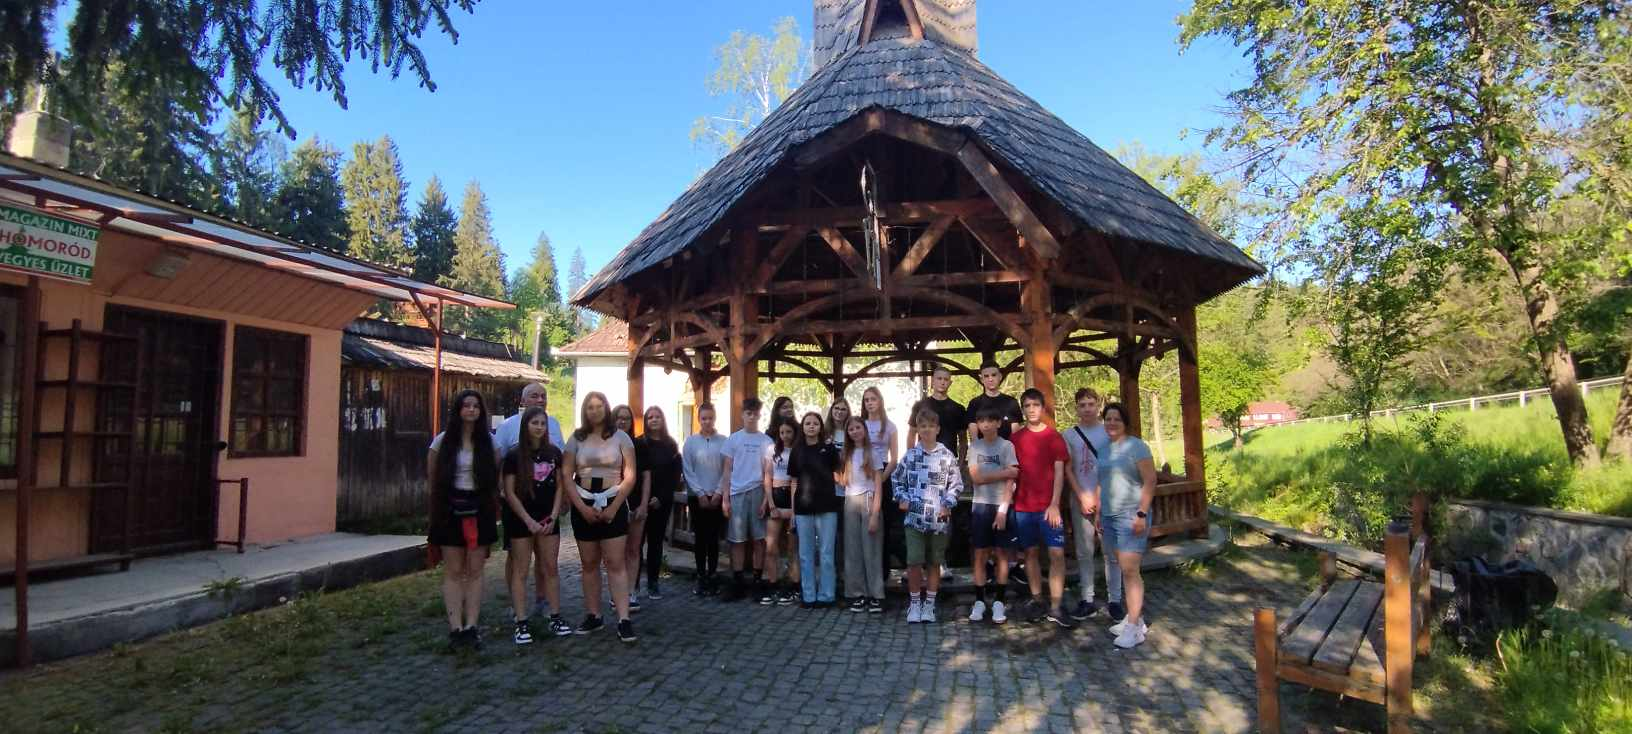 MAGAZIN MIXT
HOMORÓD
VEGYES ÜZLET